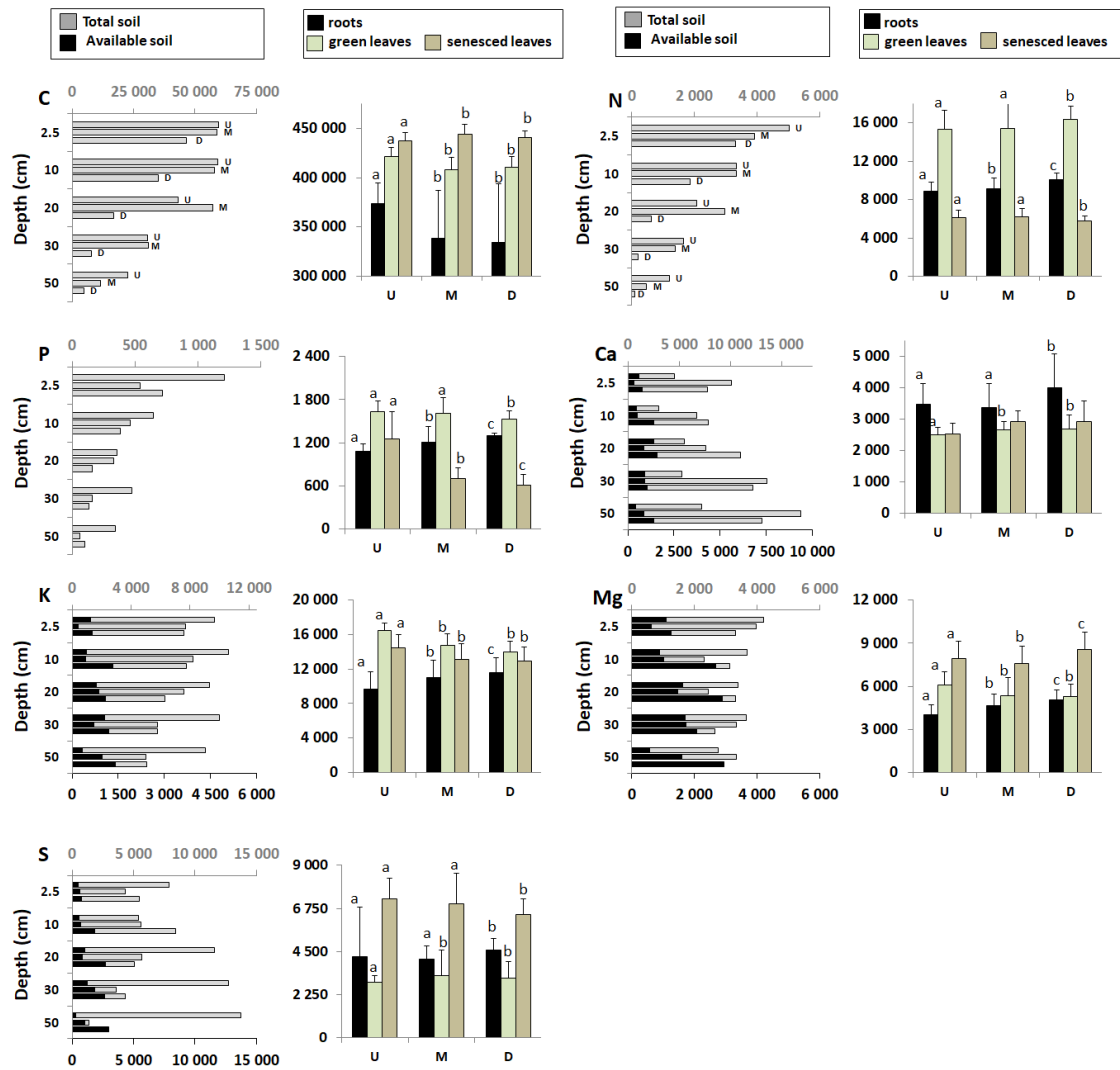 Total soil
Available soil
roots
green leaves
senesced leaves
Total soil
Available soil
roots
green leaves
senesced leaves
C
0 25 000 50 000 75 000
Depth (cm)
2.5 U M D
10 U M D
20 U M D
30 U M D
50 U M D
450 000
400 000
350 000
300 000
a a a b b b b b b
U M D
N
0 2 000 4 000 6 000
Depth (cm)
2.5 U M D
10 U M D
20 U M D
30 U M D
50 U M D
16 000
12 000
8 000
4 000
0
a a a b a a c b b
U M D
P
0 500 1 000 1 500
Depth (cm)
2.5
10
20
30
50
2 400
1 800
1 200
600
0
a a a b a b c b c
U M D
Ca
0 5 000 10 000 15 000
Depth (cm)
2.5
10
20
30
50
0 2 500 5 000 7 500 10 000
5 000
4 000
3 000
2 000
1 000
0
a a a b b b
U M D
K
0 4 000 8 000 12 000
Depth (cm)
2.5
10
20
30
50
0 1 500 3 000 4 500 6 000
20 000
16 000
12 000
8 000
4 000
0
a a a b b b c b b
U M D
Mg
0 2 000 4 000 6 000
Depth (cm)
2.5
10
20
30
50
0 2 000 4 000 6 000
12 000
9 000
6 000
3 000
0
a a a b b b c b c
U M D
S
0 5 000 10 000 15 000
Depth (cm)
2.5
10
20
30
50
0 5 000 10 000 15 000
9 000
6 750
4 500
2 250
0
a a a a b a b b b
U M D